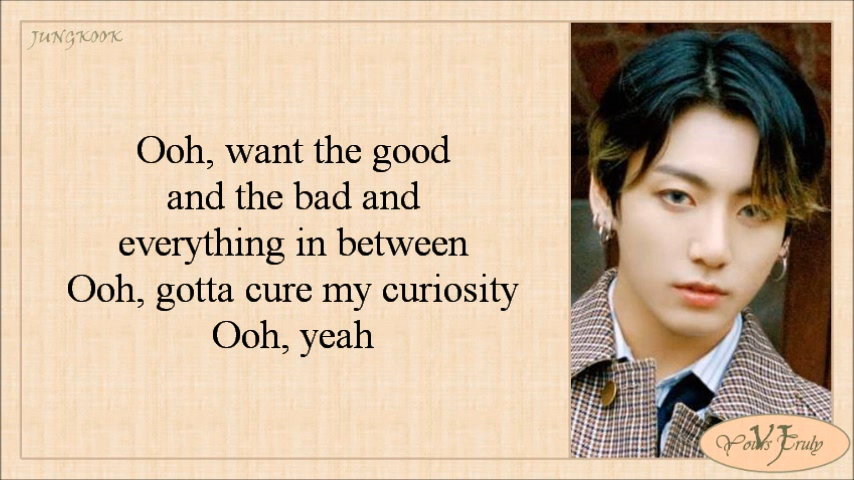 JUNGKOOK
Ooh, want the good
and the bad and
everything in between
Ooh, gotta cure my curiosity
Ooh, yeah
VJ
Yours Truly